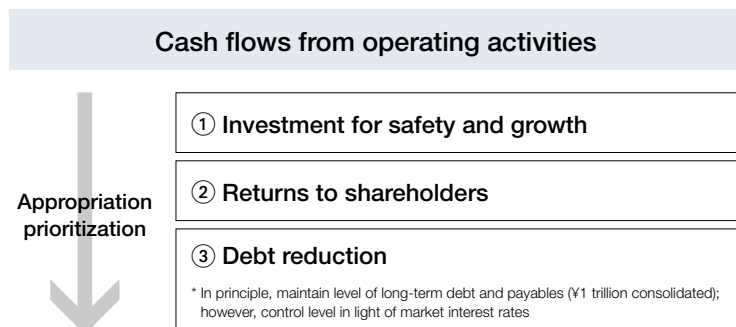 Cash flows from operating activities
Appropriation
prioritization
① Investment for safety and growth
② Returns to shareholders
③ Debt reduction
* In principle, maintain level of long-term debt and payables (¥1 trillion consolidated);
however, control level in light of market interest rates